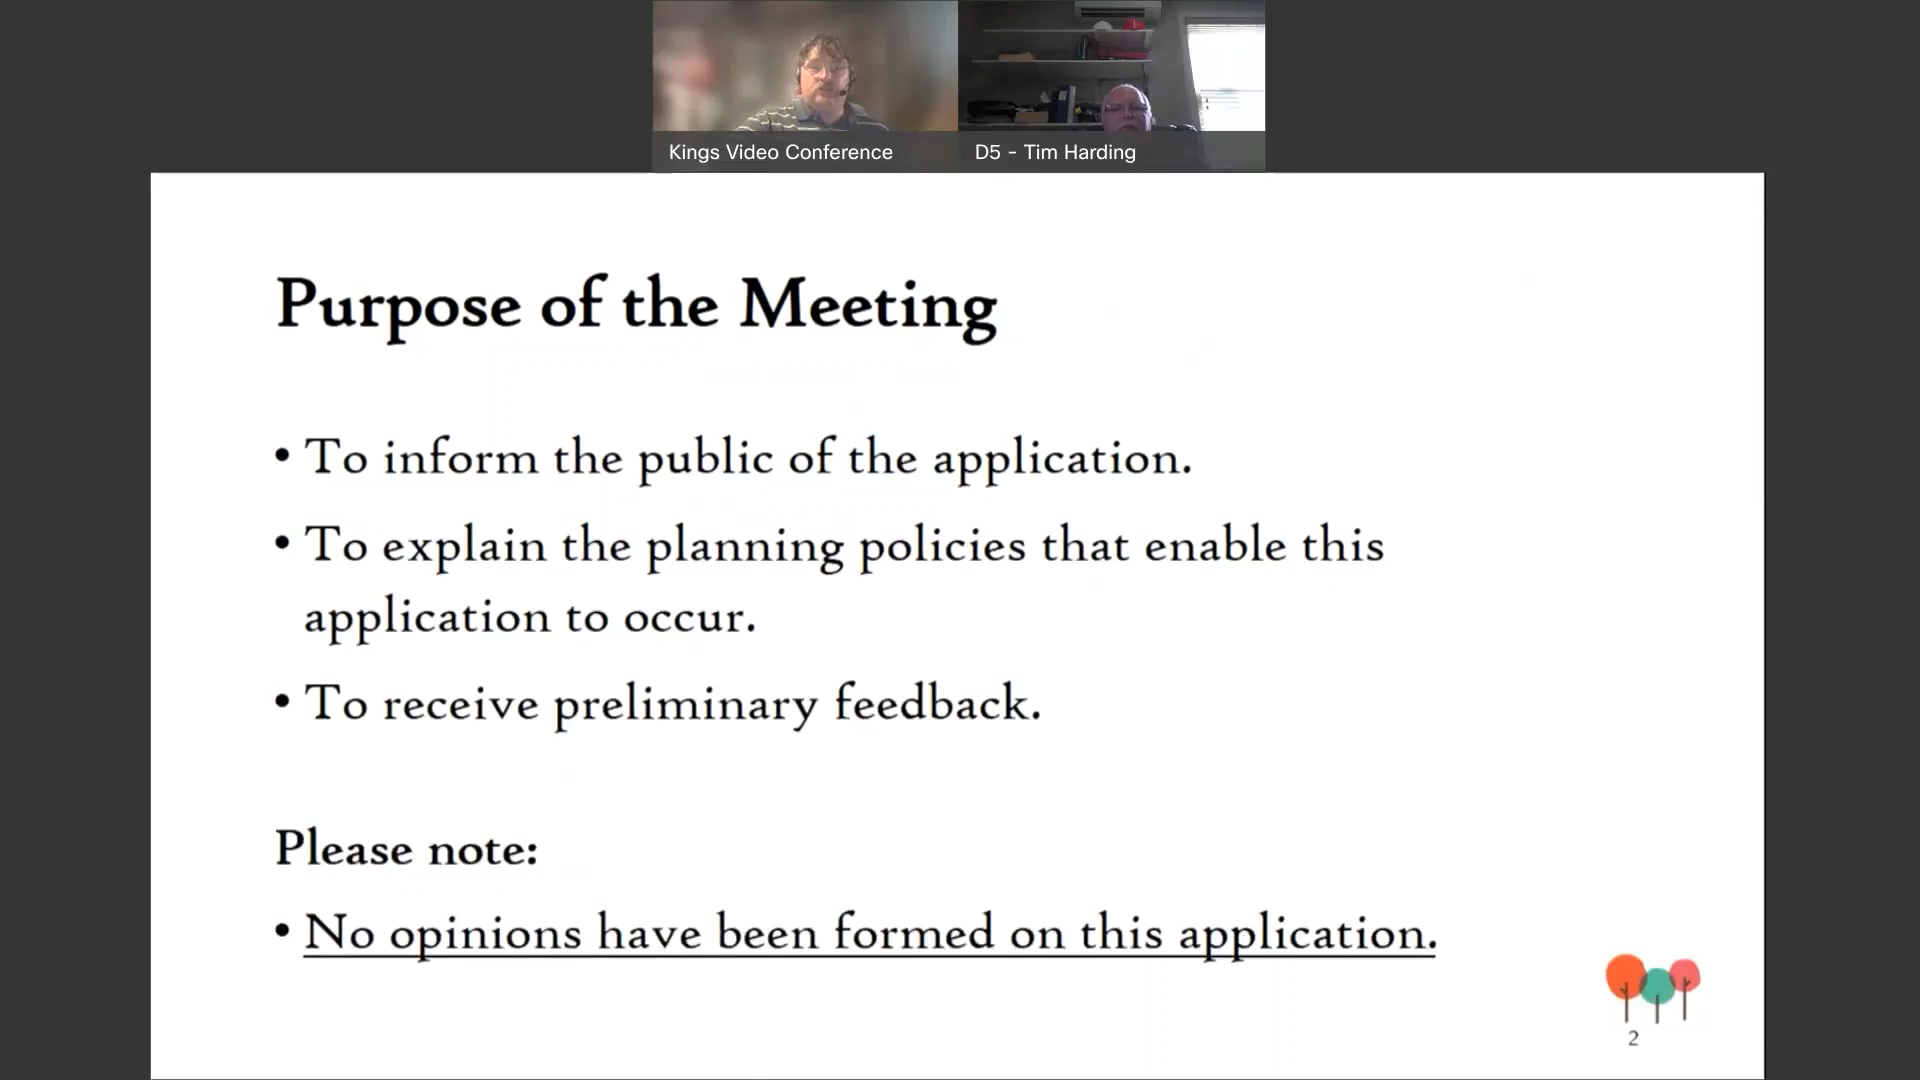 Kings Video Conference
D5 - Tim Harding
Purpose of the Meeting
• To inform the public of the application.
• To explain the planning policies that enable this
application to occur.
• To receive preliminary feedback.
Please note:
• No opinions have been formed on this application.
2